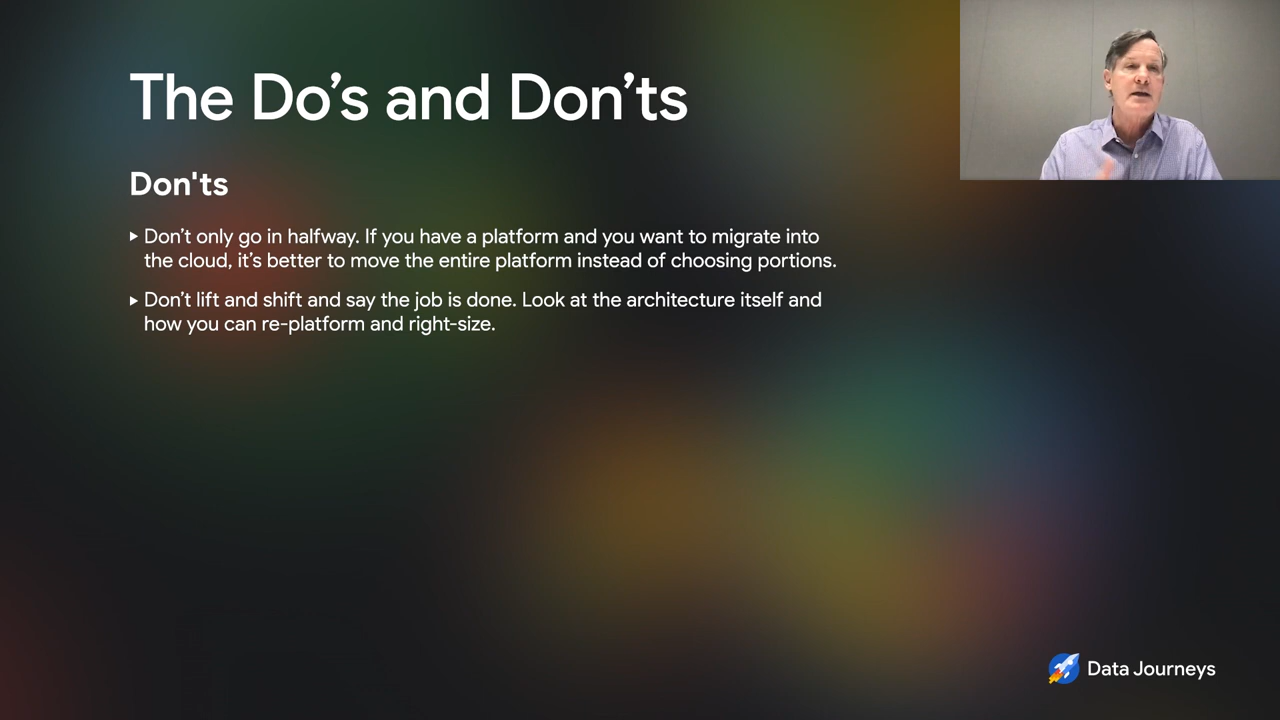 The Do’s and Don’ts
Don'ts
Don’t only go in halfway. If you have a platform and you want to migrate into
the cloud, it’s better to move the entire platform instead of choosing portions.
Don’t lift and shift and say the job is done. Look at the architecture itself and
how you can re-platform and right-size.
Data Journeys